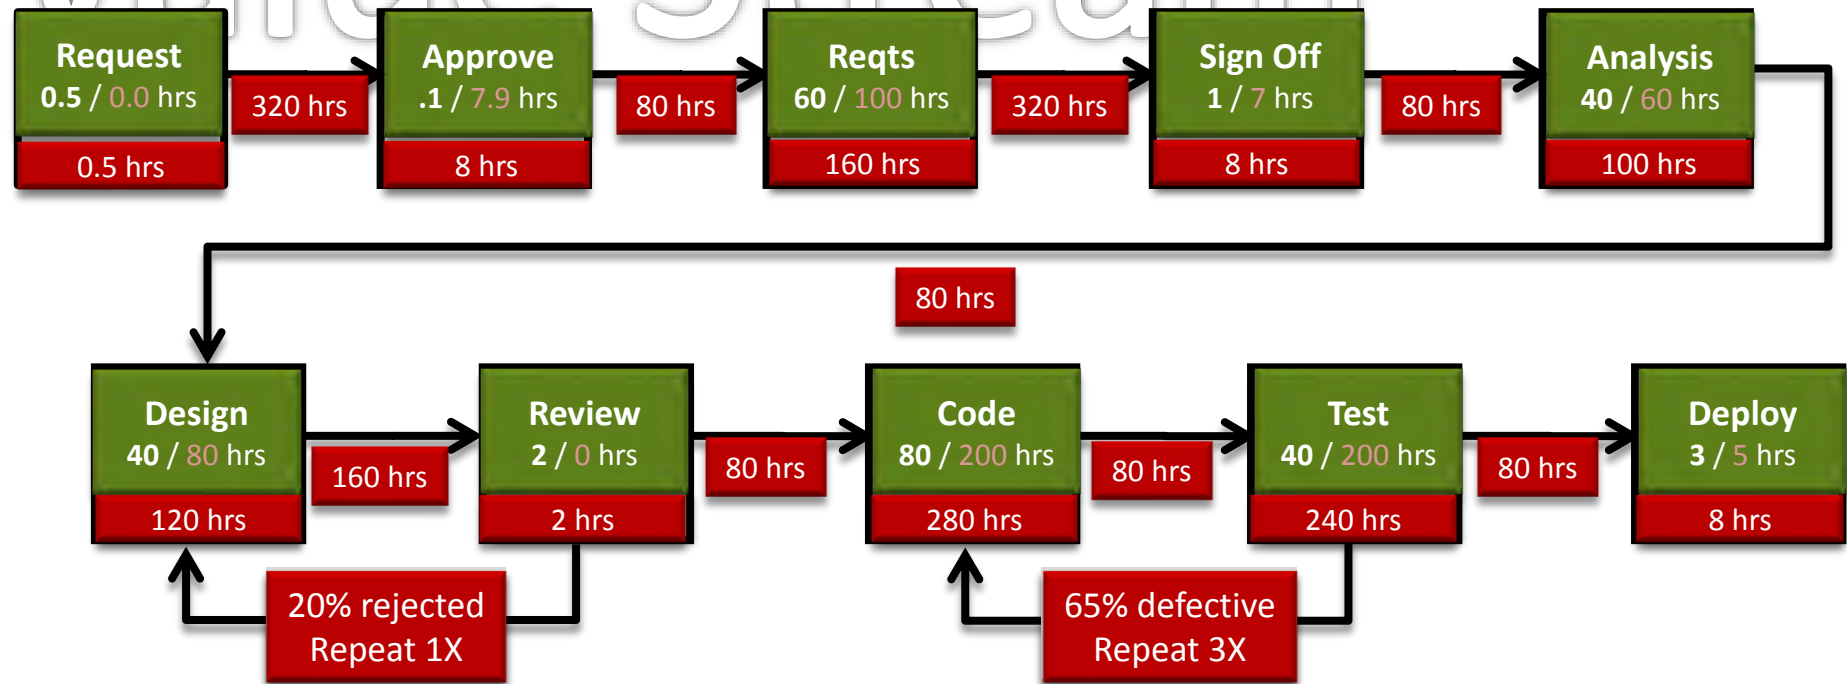 Request
0.5 / 0.0 hrs
0.5 hrs
320 hrs
Approve
.1 / 7.9 hrs
8 hrs
80 hrs
Reqts
60 / 100 hrs
160 hrs
320 hrs
Sign Off
1 / 7 hrs
8 hrs
80 hrs
Analysis
40 / 60 hrs
100 hrs
80 hrs
Design
40 / 80 hrs
120 hrs
160 hrs
Review
2 / 0 hrs
2 hrs
80 hrs
Code
80 / 200 hrs
280 hrs
80 hrs
Test
40 / 200 hrs
240 hrs
80 hrs
Deploy
3 / 5 hrs
8 hrs
20% rejected
Repeat 1X
65% defective
Repeat 3X